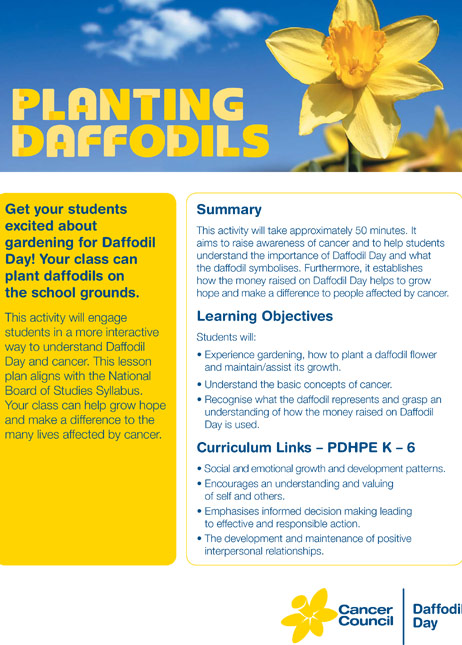 PLANTING
DAFFODILS
Get your students
excited about
gardening for Daffodil
Day! Your class can
plant daffodils on
the school grounds.
This activity will engage
students in a more interactive
way to understand Daffodil
Day and cancer. This lesson
plan aligns with the National
Board of Studies Syllabus.
Your class can help grow hope
and make a difference to the
many lives affected by cancer.
Summary
This activity will take approximately 50 minutes. It
aims to raise awareness of cancer and to help students
understand the importance of Daffodil Day and what
the daffodil symbolises. Furthermore, it establishes
how the money raised on Daffodil Day helps to grow
hope and make a difference to people affected by cancer.
Learning Objectives
Students will:
• Experience gardening, how to plant a daffodil flower
and maintain/assist its growth.
• Understand the basic concepts of cancer.
• Recognise what the daffodil represents and grasp an
understanding of how the money raised on Daffodil
Day is used.
Curriculum Links – PDHPE K – 6
• Social and emotional growth and development patterns.
• Encourages an understanding and valuing
of self and others.
• Emphasises informed decision making leading
to effective and responsible action.
• The development and maintenance of positive
interpersonal relationships.
Cancer
Council
Daffodil
Day